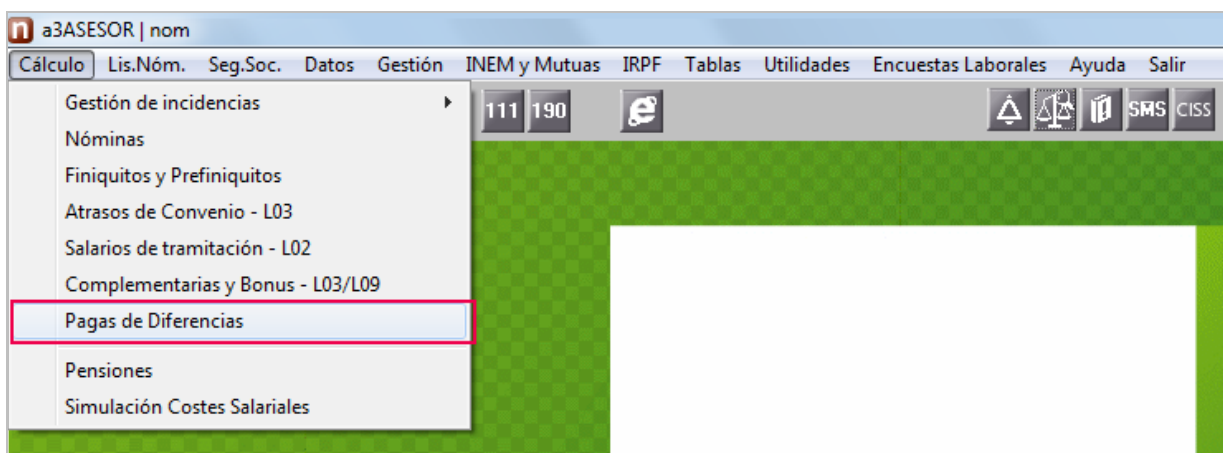 n a3ASESOR | nom
Cálculo Lis.Nóm. Seg.Soc. Datos Gestión INEM y Mutuas IRPF Tablas Utilidades Encuestas Laborales Ayuda Salir
111 190 e SMS CISS
Gestión de incidencias
Nóminas
Finiquitos y Prefiniquitos
Atrasos de Convenio - L03
Salarios de tramitación - L02
Complementarias y Bonus - L03/L09
Pagas de Diferencias
Pensiones
Simulación Costes Salariales